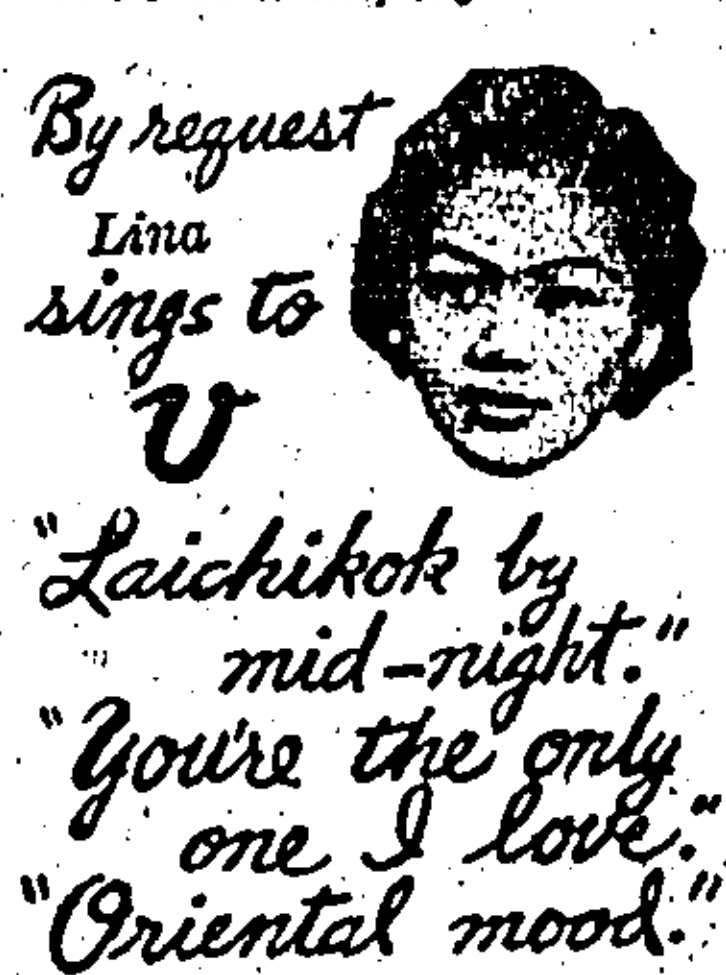 By request
Lina
sings to
U
"Laichikok by
mid-night."
"You're the only
one I love."
"Oriental mood."